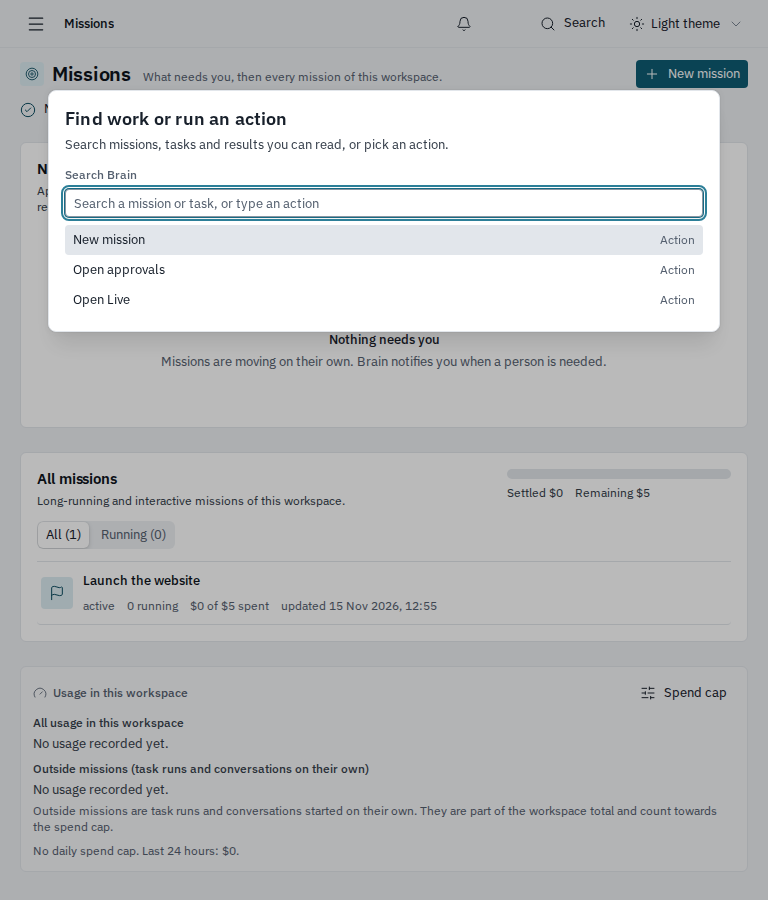 Missions
Search
Light theme
Missions
What needs you, then every mission of this workspace.
New mission
Find work or run an action
Search missions, tasks and results you can read, or pick an action.
Search Brain
Search a mission or task, or type an action
New mission Action
Open approvals Action
Open Live Action
Nothing needs you
Missions are moving on their own. Brain notifies you when a person is needed.
All missions
Long-running and interactive missions of this workspace.
Settled $0 Remaining $5
All (1) Running (0)
Launch the website
active 0 running $0 of $5 spent updated 15 Nov 2026, 12:55
Usage in this workspace
Spend cap
All usage in this workspace
No usage recorded yet.
Outside missions (task runs and conversations on their own)
No usage recorded yet.
Outside missions are task runs and conversations started on their own. They are part of the workspace total and count towards
the spend cap.
No daily spend cap. Last 24 hours: $0.